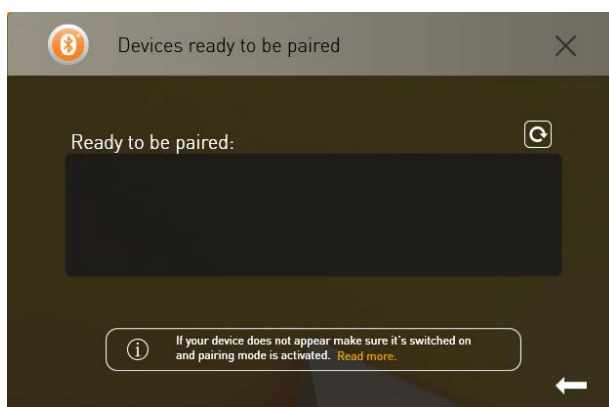 Devices ready to be paired
Ready to be paired:
If your device does not appear make sure it's switched on
and pairing mode is activated. Read more.